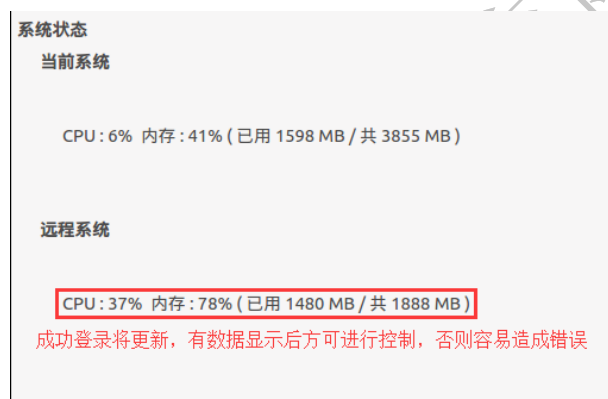 系统状态
当前系统
CPU : 6% 内存 : 41% ( 已用 1598 MB / 共 3855 MB )
远程系统
CPU : 37% 内存 : 78% ( 已用 1480 MB / 共 1888 MB )
成功登录将更新，有数据显示后方可进行控制，否则容易造成错误